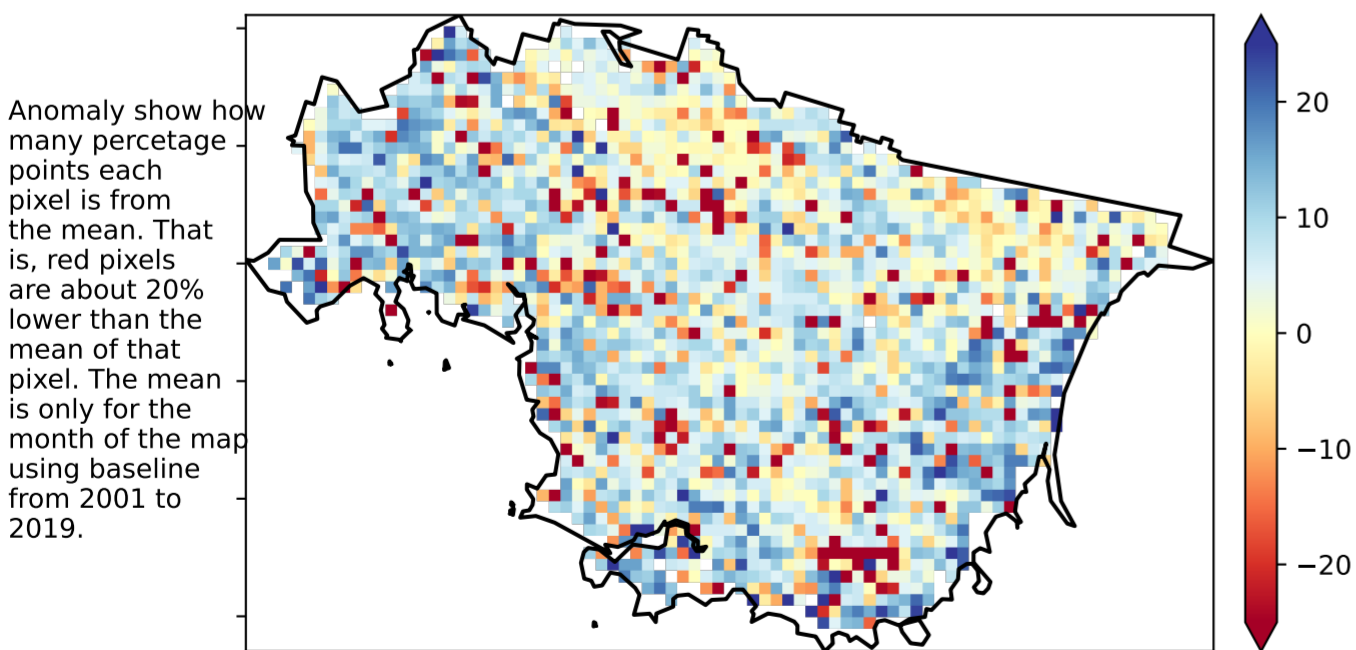 Anomaly show how
many percetage
points each
pixel is from
the mean. That
is, red pixels
are about 20%
lower than the
mean of that
pixel. The mean
is only for the
month of the map
using baseline
from 2001 to
2019.
20
10
0
−10
−20